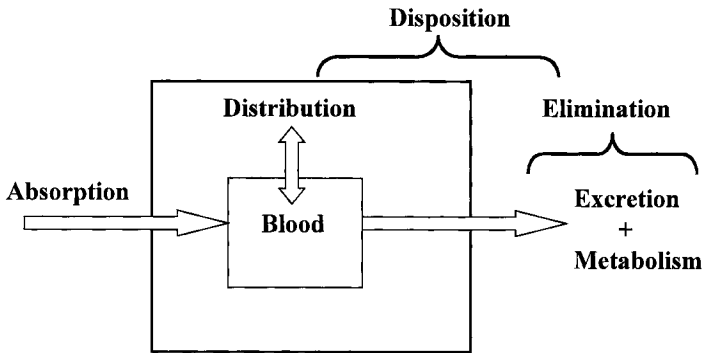 Disposition
Distribution
Elimination
Absorption
Blood
Excretion
+
Metabolism